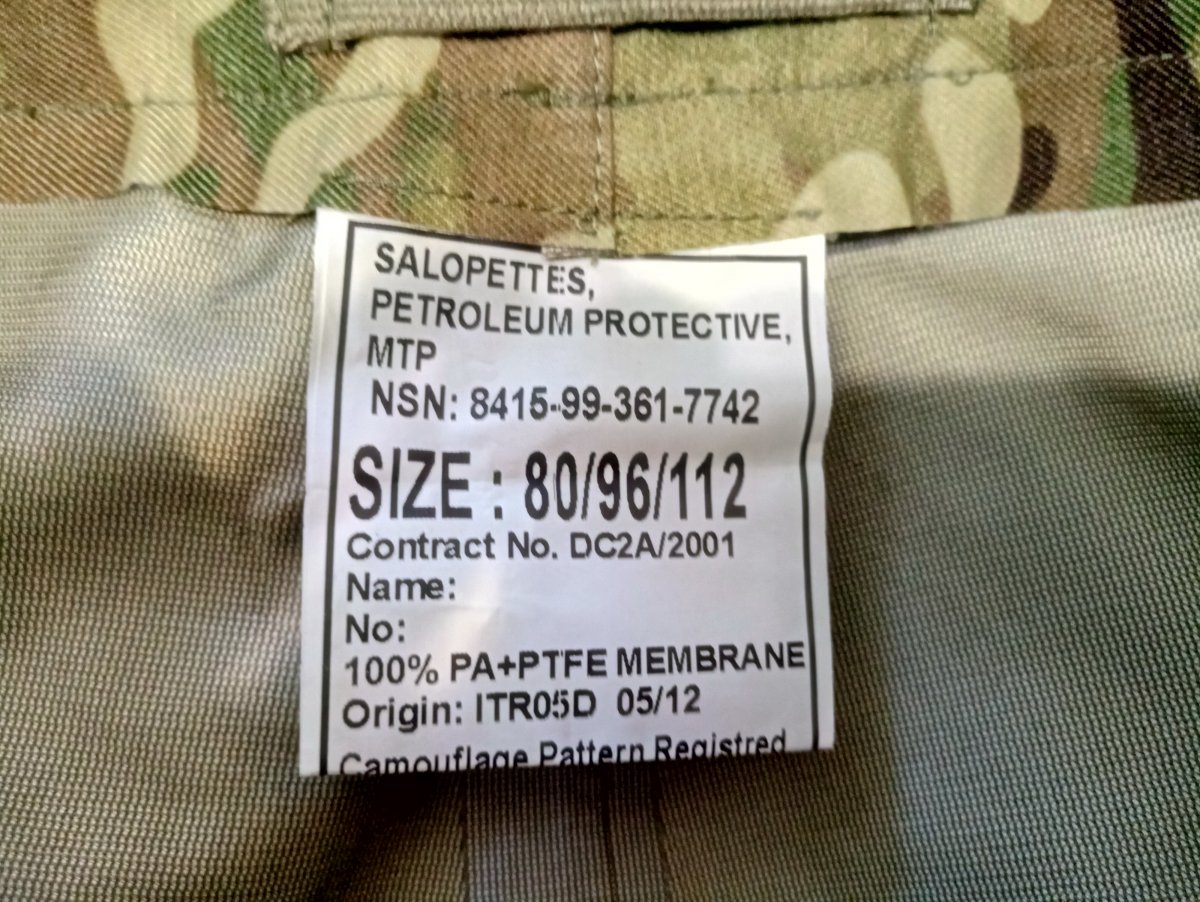 SALOPETTES,
PETROLEUM PROTECTIVE,
MTP
NSN: 8415-99-361-7742
SIZE : 80/96/112
Contract No. DC2A/2001
Name:
No:
100% PA+PTFE MEMBRANE
Origin: ITR05D 05/12
Camouflage Pattern Registred